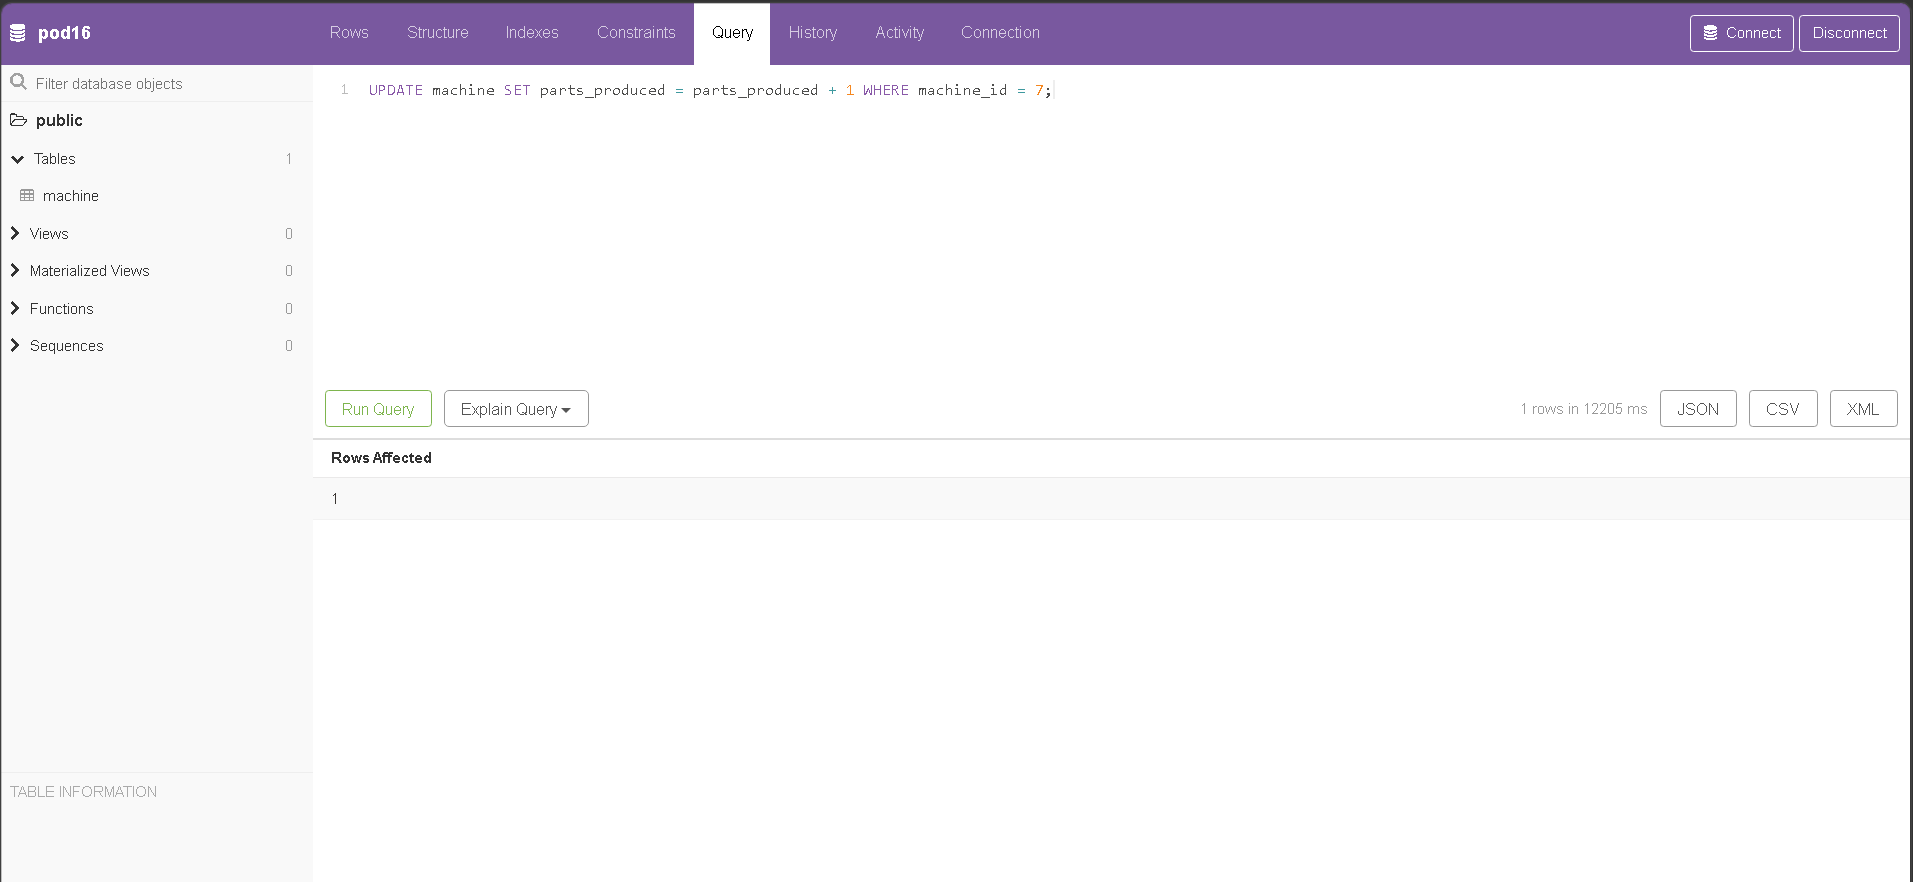 pod16
Rows Structure Indexes Constraints Query History Activity Connection
Connect Disconnect
Filter database objects
public
Tables 1
machine
Views 0
Materialized Views 0
Functions 0
Sequences 0
TABLE INFORMATION
1 UPDATE machine SET parts_produced = parts_produced + 1 WHERE machine_id = 7;
Run Query Explain Query 1 rows in 12205 ms JSON CSV XML
Rows Affected
1